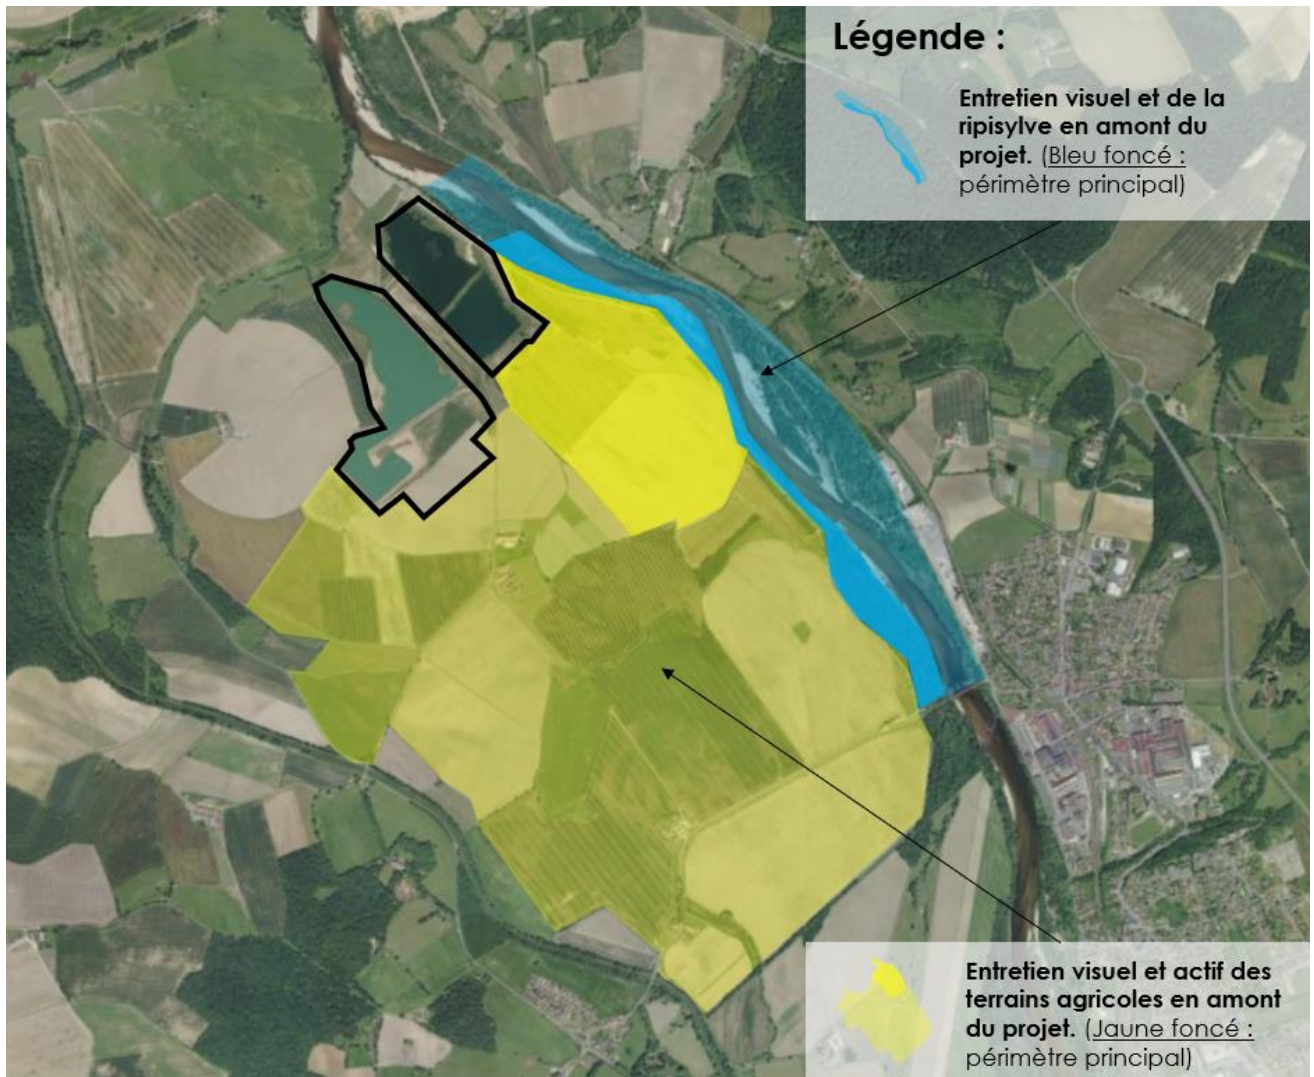 Légende :
Entretien visuel et de la
ripisylve en amont du
projet. (Bleu foncé :
périmètre principal)
Entretien visuel et actif des
terrains agricoles en amont
du projet. (Jaune foncé :
périmètre principal)